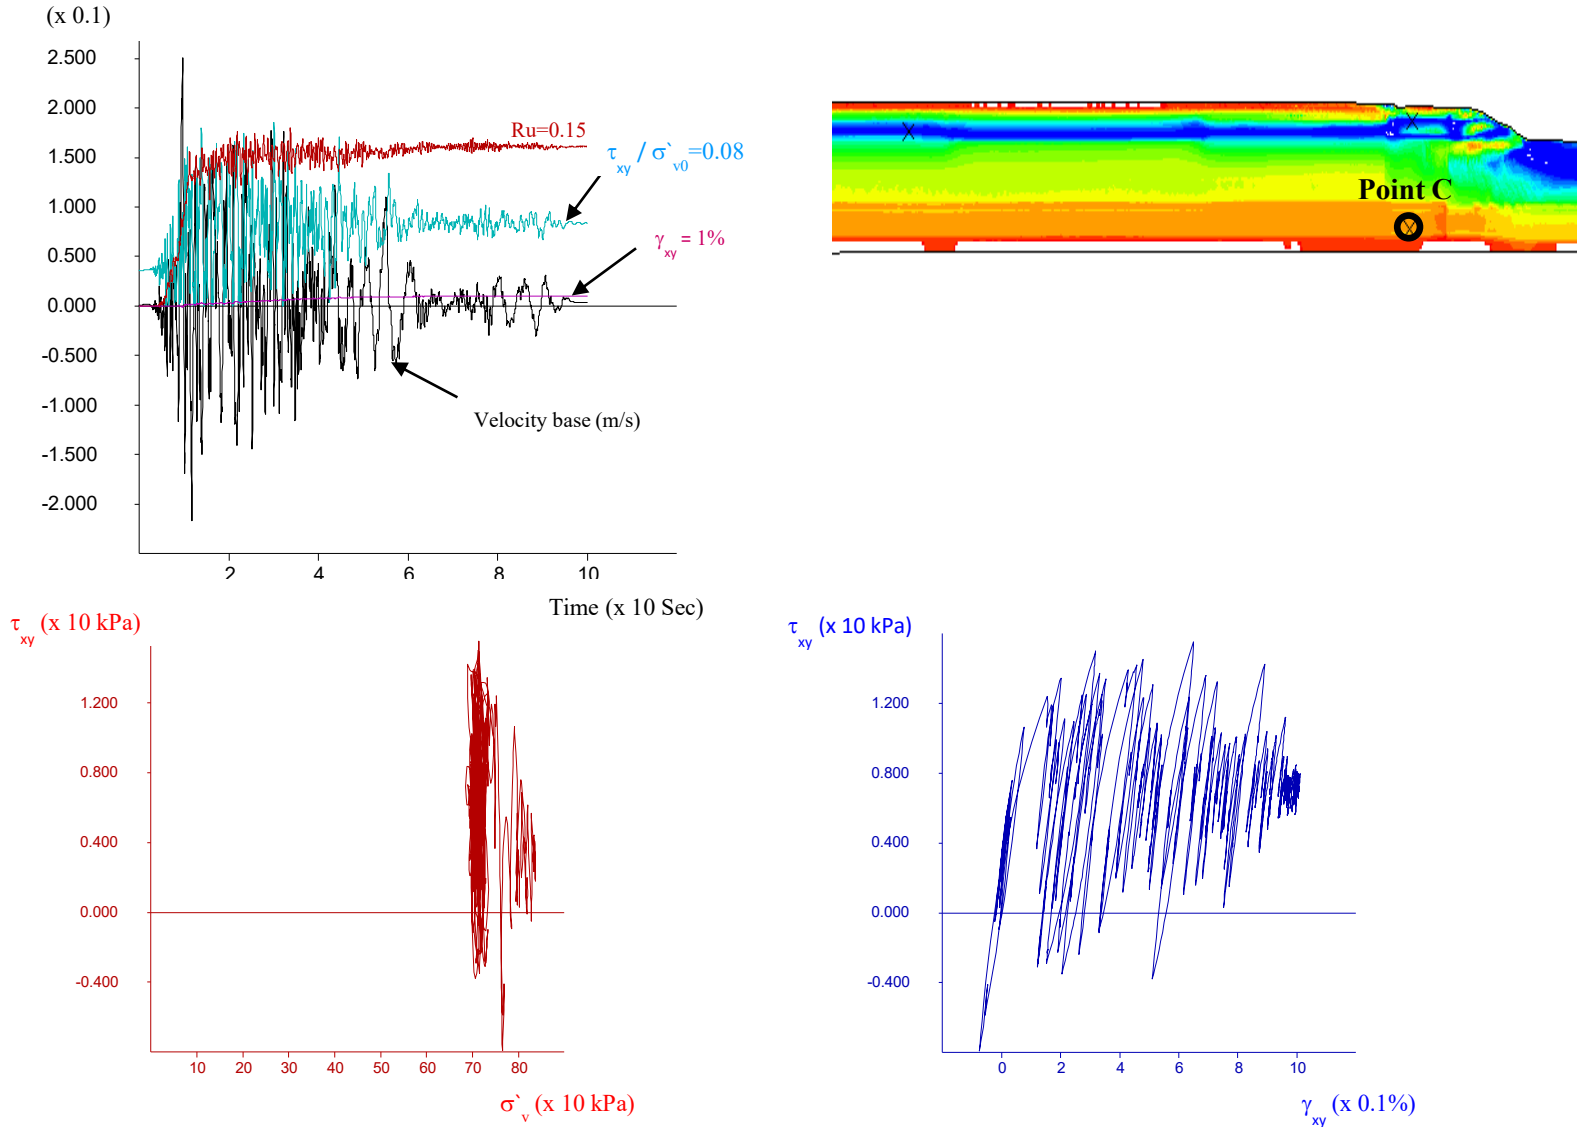 (x 0.1)
2.500
2.000
1.500
1.000
0.500
0.000
-0.500
-1.000
-1.500
-2.000
Ru=0.15
τxy / σ`v0=0.08
γxy = 1%
Velocity base (m/s)
2 4 6 8 10
Time (x 10 Sec)
Point C
τxy (x 10 kPa)
1.200
0.800
0.400
0.000
-0.400
10 20 30 40 50 60 70 80
σ`v (x 10 kPa)
τxy (x 10 kPa)
1.200
0.800
0.400
0.000
-0.400
0 2 4 6 8 10
γxy (x 0.1%)